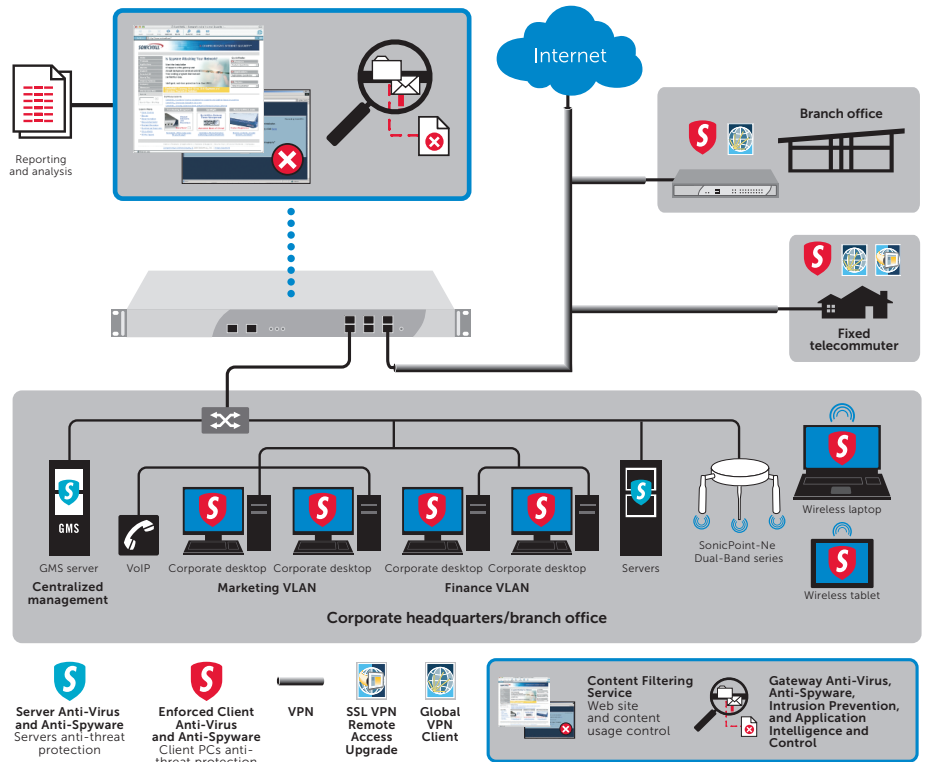 Internet
Reporting
and analysis
SONICWALL
Branch office
Fixed
telecommuter
GMS
GMS server
Centralized
management
VoIP
Corporate desktop
Corporate desktop
Marketing VLAN
Corporate desktop
Corporate desktop
Finance VLAN
Servers
SonicPoint-Ne
Dual-Band series
Wireless laptop
Wireless tablet
Corporate headquarters/branch office
Server Anti-Virus
and Anti-Spyware
Servers anti-threat
protection
Enforced Client
Anti-Virus
and Anti-Spyware
Client PCs anti-
threat protection
VPN
SSL VPN
Remote
Access
Upgrade
Global
VPN
Client
Content Filtering
Service
Web site
and content
usage control
Gateway Anti-Virus,
Anti-Spyware,
Intrusion Prevention,
and Application
Intelligence and
Control